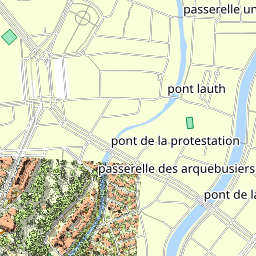 passerelle un
pont lauth
pont de la protestation
passerelle des arquebusiers
pont de la